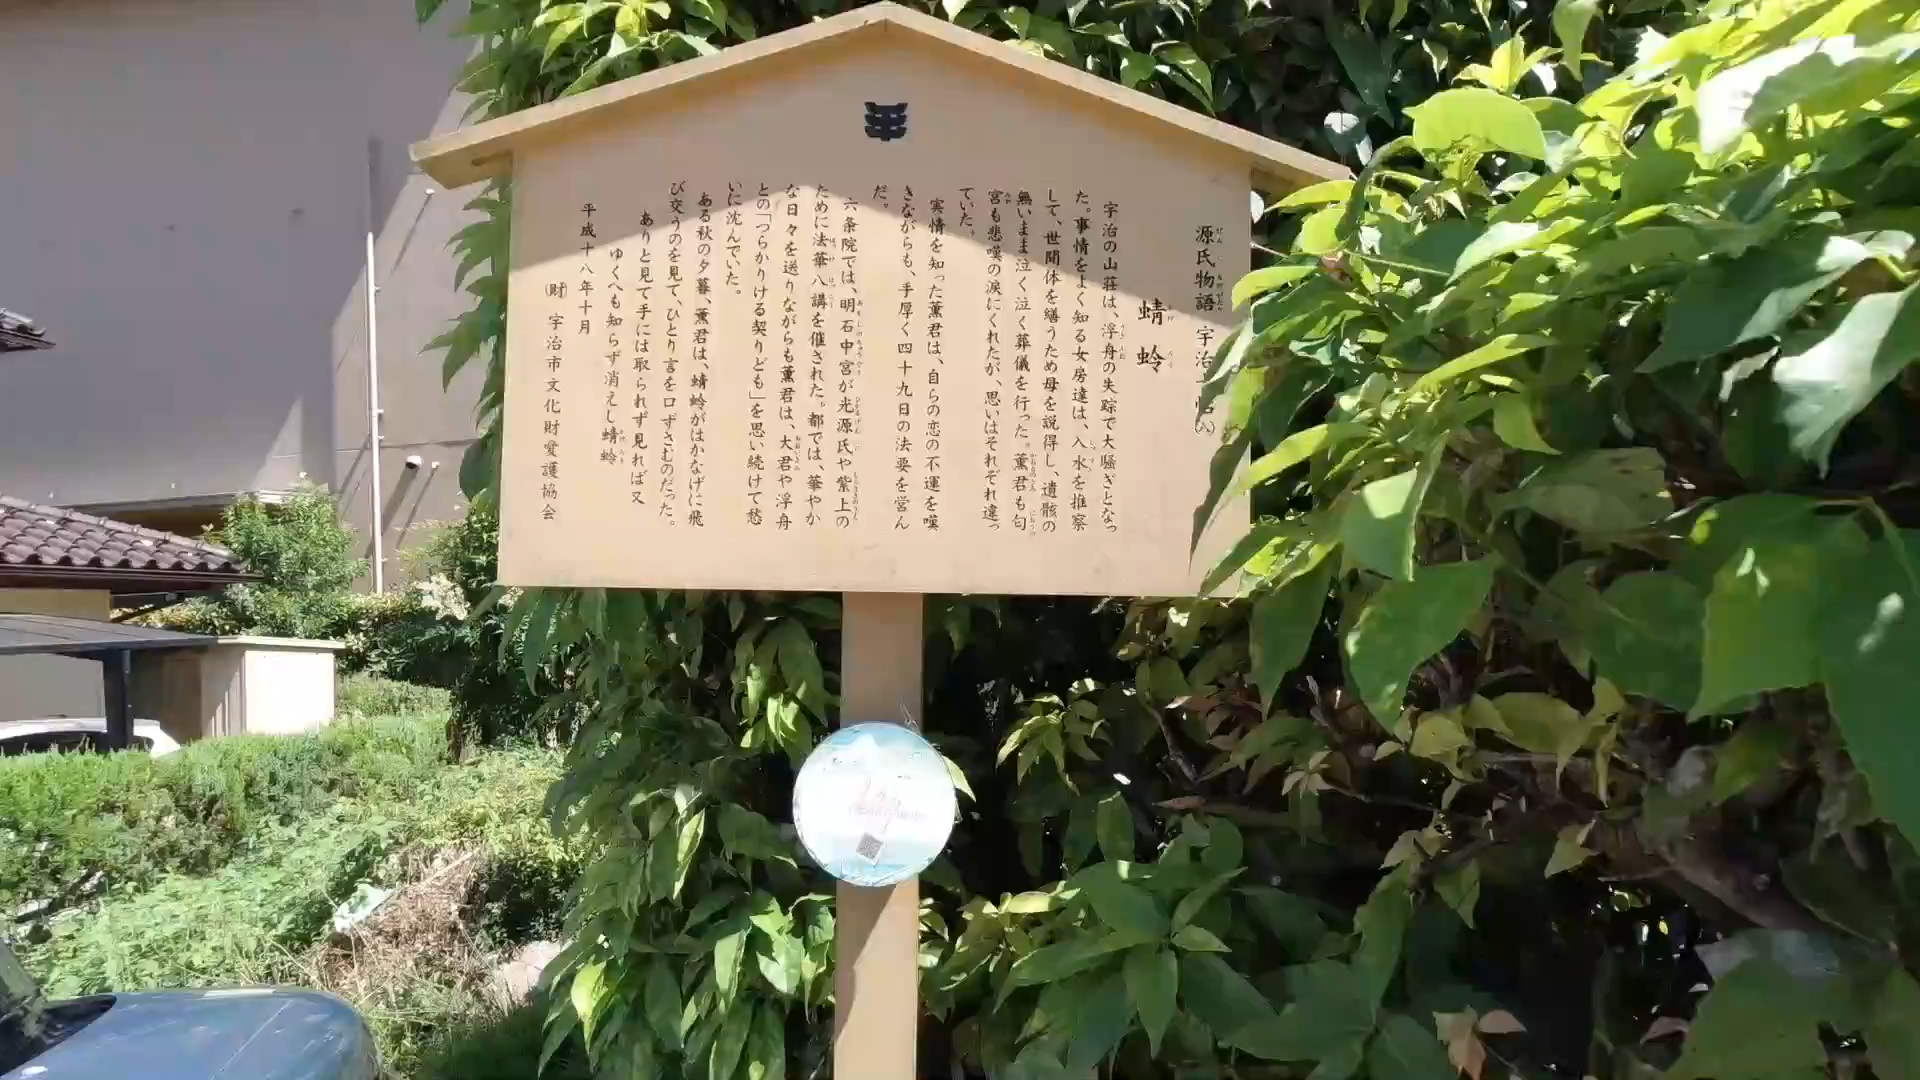 源氏物語 宇治
蜻蛉
宇治の山荘は、浮舟の失踪で大騒ぎとなっ
た。事情をよく知る女房達は、入水を推察
して、世間体を繕うため母を説得し、遺骸の
無いまま泣く泣く葬儀を行った。薫君も匂
宮も悲嘆の涙にくれたが、思いはそれぞれ違っ
ていた。
実情を知った薫君は、自らの恋の不運を嘆
きながらも、手厚く四十九日の法要を営ん
だ。
六条院では、明石中宮が光源氏や紫上の
ために法華八講を催された。都では、華やか
な日々を送りながらも薫君は、大君や浮舟
との「つらかりける契りども」を思い続けて愁
いに沈んでいた。
ある秋の夕暮、薫君は、蜻蛉がはかなげに飛
び交うのを見て、ひとり言を口ずさむのだった。
ありと見て手には取られず見れば又
ゆくへも知らず消えし蜻蛉
平成十八年十月
(財) 宇治市文化財愛護協会